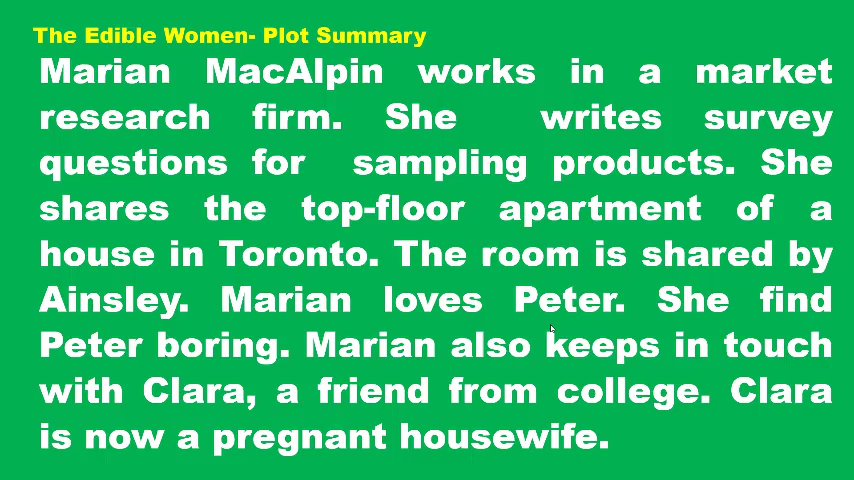 The Edible Women- Plot Summary
Marian MacAlpin works in a market
research firm. She writes survey
questions for sampling products. She
shares the top-floor apartment of a
house in Toronto. The room is shared by
Ainsley. Marian loves Peter. She find
Peter boring. Marian also keeps in touch
with Clara, a friend from college. Clara
is now a pregnant housewife.